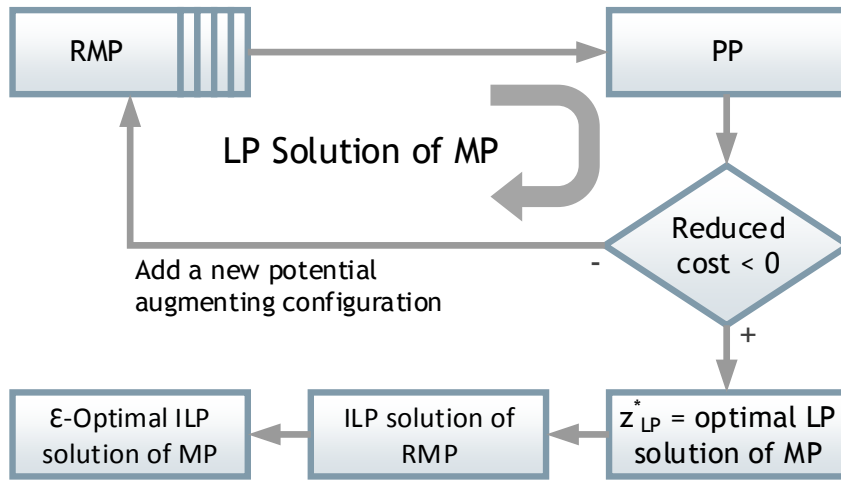 RMP
PP
LP Solution of MP
Reduced
cost < 0
-
Add a new potential
augmenting configuration
+
z*LP = optimal LP
solution of MP
ILP solution of
RMP
Ɛ-Optimal ILP
solution of MP